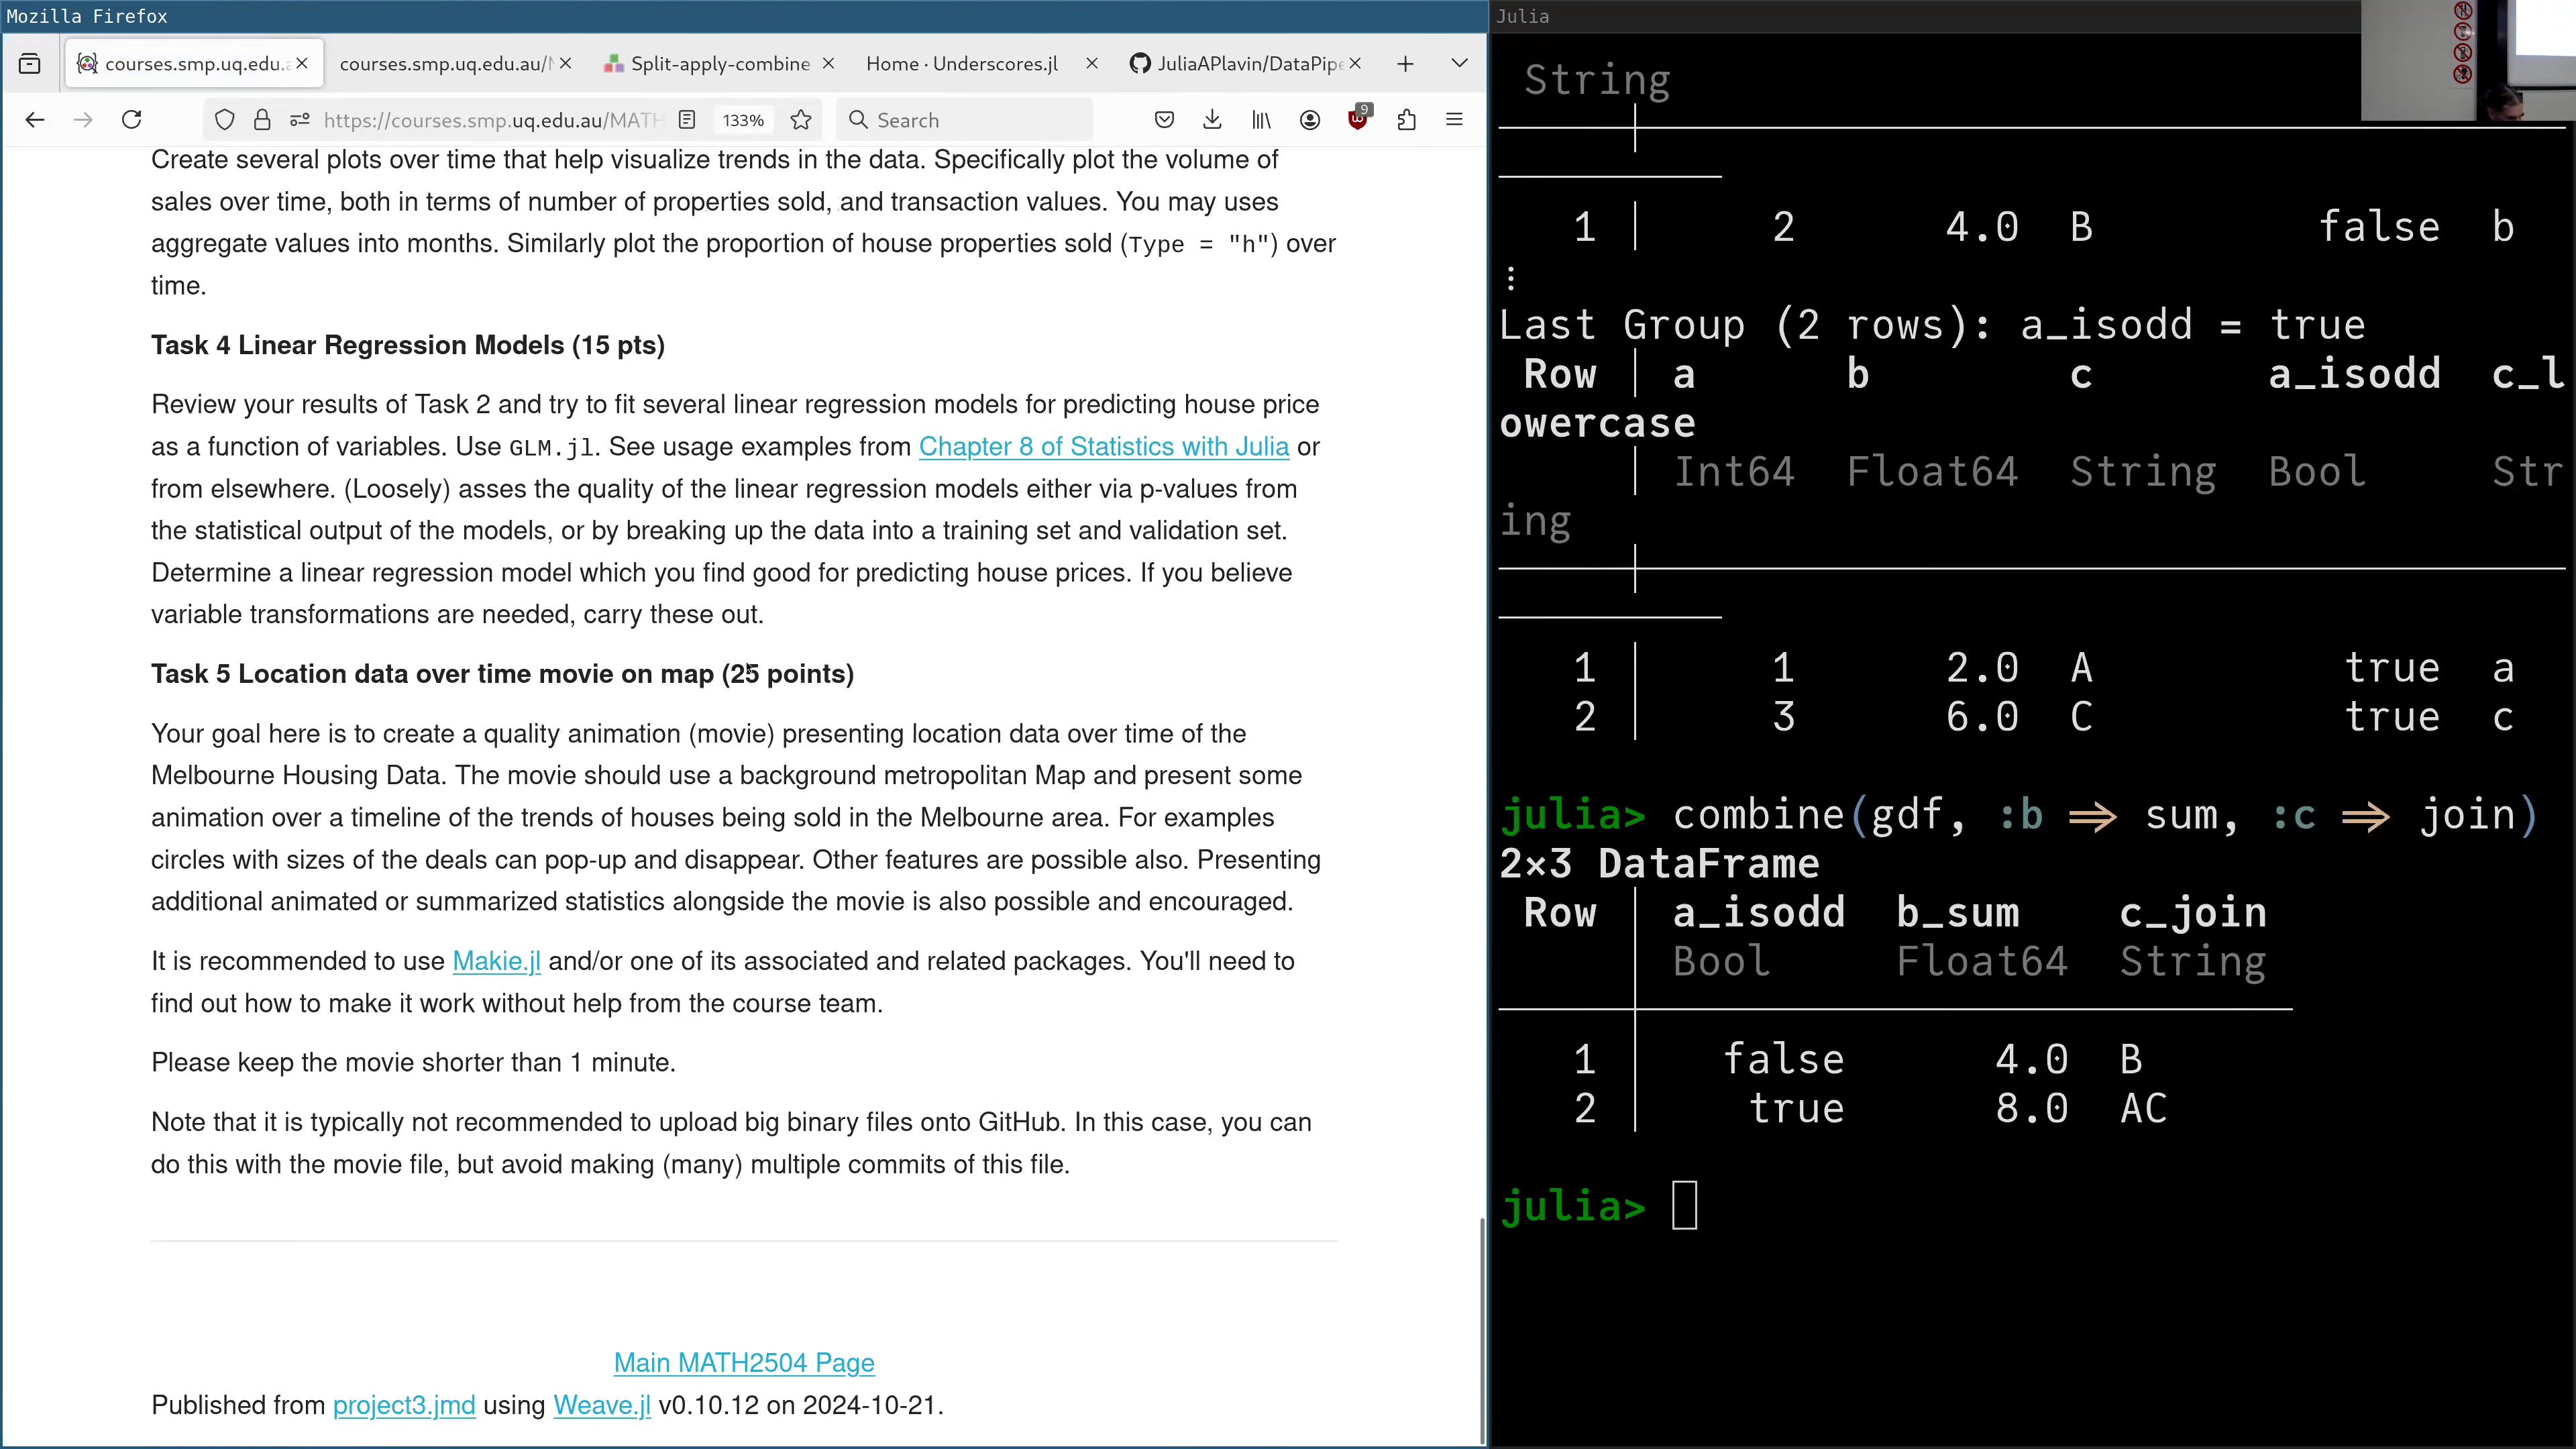 Mozilla Firefox
courses.smp.uq.edu.a
courses.smp.uq.edu.au/M
Split-apply-combine
Home · Underscores.jl
JuliaAPlavin/DataPipe
https://courses.smp.uq.edu.au/MATH
133%
Search
9
Create several plots over time that help visualize trends in the data. Specifically plot the volume of
sales over time, both in terms of number of properties sold, and transaction values. You may uses
aggregate values into months. Similarly plot the proportion of house properties sold (Type = "h") over
time.
Task 4 Linear Regression Models (15 pts)
Review your results of Task 2 and try to fit several linear regression models for predicting house price
as a function of variables. Use GLM.jl. See usage examples from Chapter 8 of Statistics with Julia or
from elsewhere. (Loosely) asses the quality of the linear regression models either via p-values from
the statistical output of the models, or by breaking up the data into a training set and validation set.
Determine a linear regression model which you find good for predicting house prices. If you believe
variable transformations are needed, carry these out.
Task 5 Location data over time movie on map (25 points)
Your goal here is to create a quality animation (movie) presenting location data over time of the
Melbourne Housing Data. The movie should use a background metropolitan Map and present some
animation over a timeline of the trends of houses being sold in the Melbourne area. For examples
circles with sizes of the deals can pop-up and disappear. Other features are possible also. Presenting
additional animated or summarized statistics alongside the movie is also possible and encouraged.
It is recommended to use Makie.jl and/or one of its associated and related packages. You'll need to
find out how to make it work without help from the course team.
Please keep the movie shorter than 1 minute.
Note that it is typically not recommended to upload big binary files onto GitHub. In this case, you can
do this with the movie file, but avoid making (many) multiple commits of this file.
Main MATH2504 Page
Published from project3.jmd using Weave.jl v0.10.12 on 2024-10-21.
Julia
String
1 2 4.0 B false b
⋮
Last Group (2 rows): a_isodd = true
Row a b c a_isodd c_l
owercase
Int64 Float64 String Bool Str
ing
1 1 2.0 A true a
2 3 6.0 C true c
julia> combine(gdf, :b => sum, :c => join)
2×3 DataFrame
Row a_isodd b_sum c_join
Bool Float64 String
1 false 4.0 B
2 true 8.0 AC
julia>